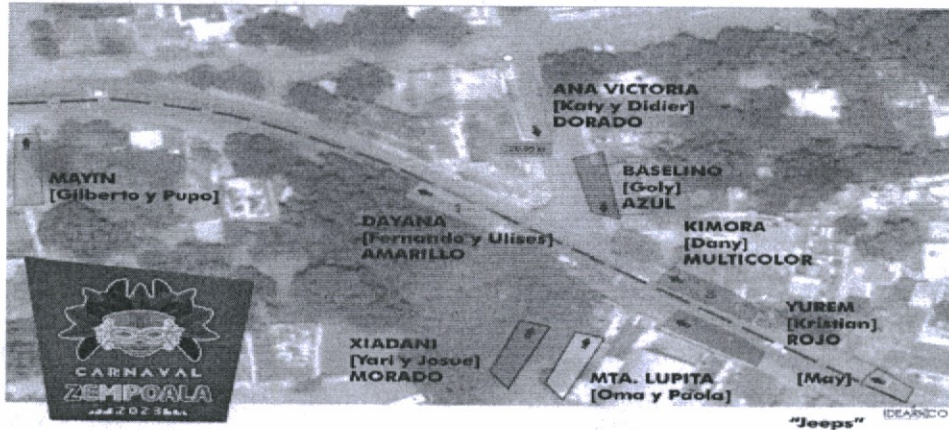 ANA VICTORIA
[Katy y Didier]
DORADO
MAYTN
[Gilberto y Pupo]
BASELINO
[Goly]
AZUL
DAYANA
[Fernando y Ulises]
AMARILLO
KIMORA
[Dany]
MULTICOLOR
YUREM
[Kristian]
ROJO
XIADANI
[Yari y Josue]
MORADO
MTA. LUPITA
[Oma y Paola]
[May]
"Jeeps"
CARNAVAL
ZEMPOALA
2023